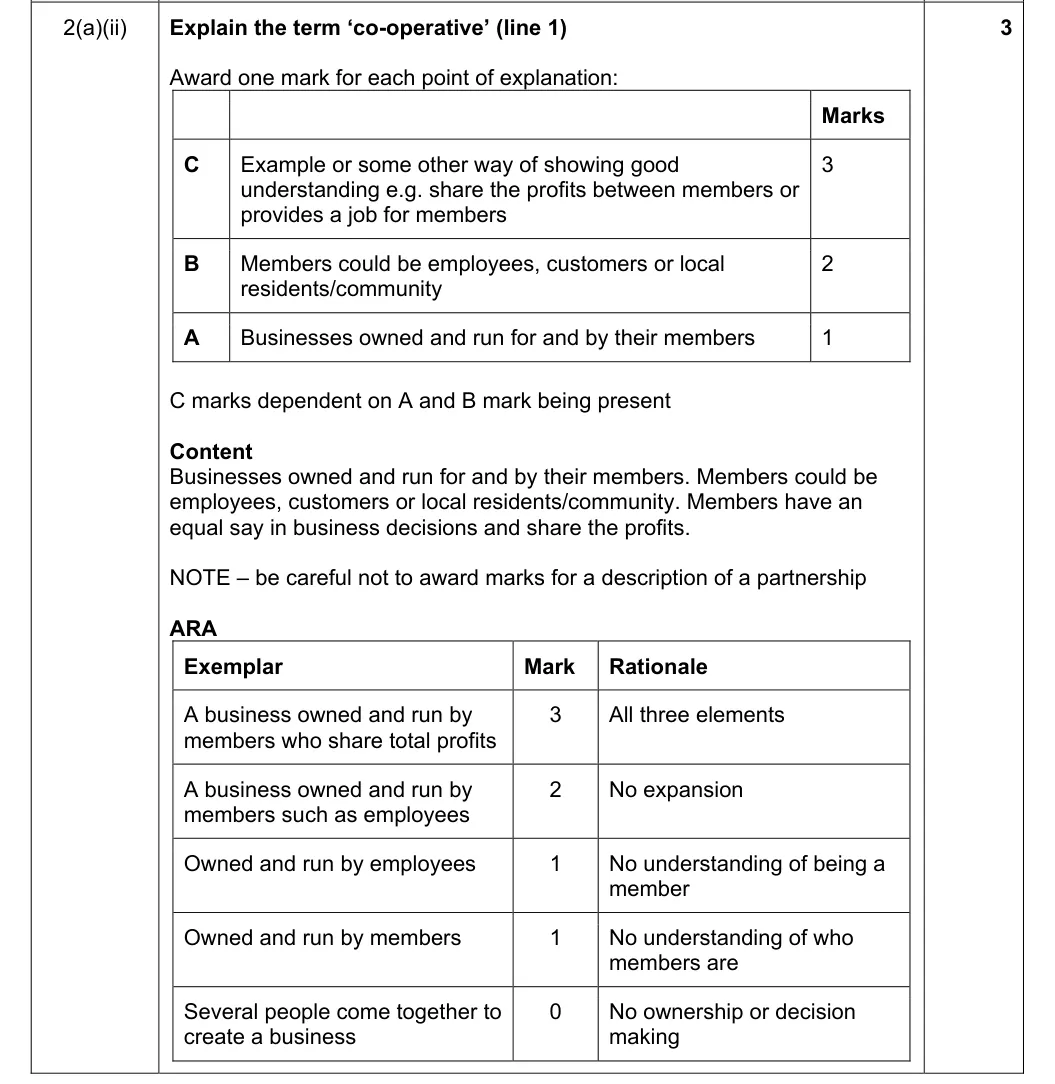 2(a)(ii) Explain the term ‘co-operative’ (line 1) 3
Award one mark for each point of explanation:
Marks
C Example or some other way of showing good 3
understanding e.g. share the profits between members or
provides a job for members
B Members could be employees, customers or local 2
residents/community
A Businesses owned and run for and by their members 1
C marks dependent on A and B mark being present
Content
Businesses owned and run for and by their members. Members could be
employees, customers or local residents/community. Members have an
equal say in business decisions and share the profits.
NOTE – be careful not to award marks for a description of a partnership
ARA
Exemplar Mark Rationale
A business owned and run by 3 All three elements
members who share total profits
A business owned and run by 2 No expansion
members such as employees
Owned and run by employees 1 No understanding of being a
member
Owned and run by members 1 No understanding of who
members are
Several people come together to 0 No ownership or decision
create a business making